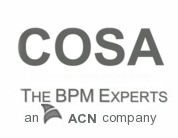 COSA
THE BPM EXPERTS
an ACN company